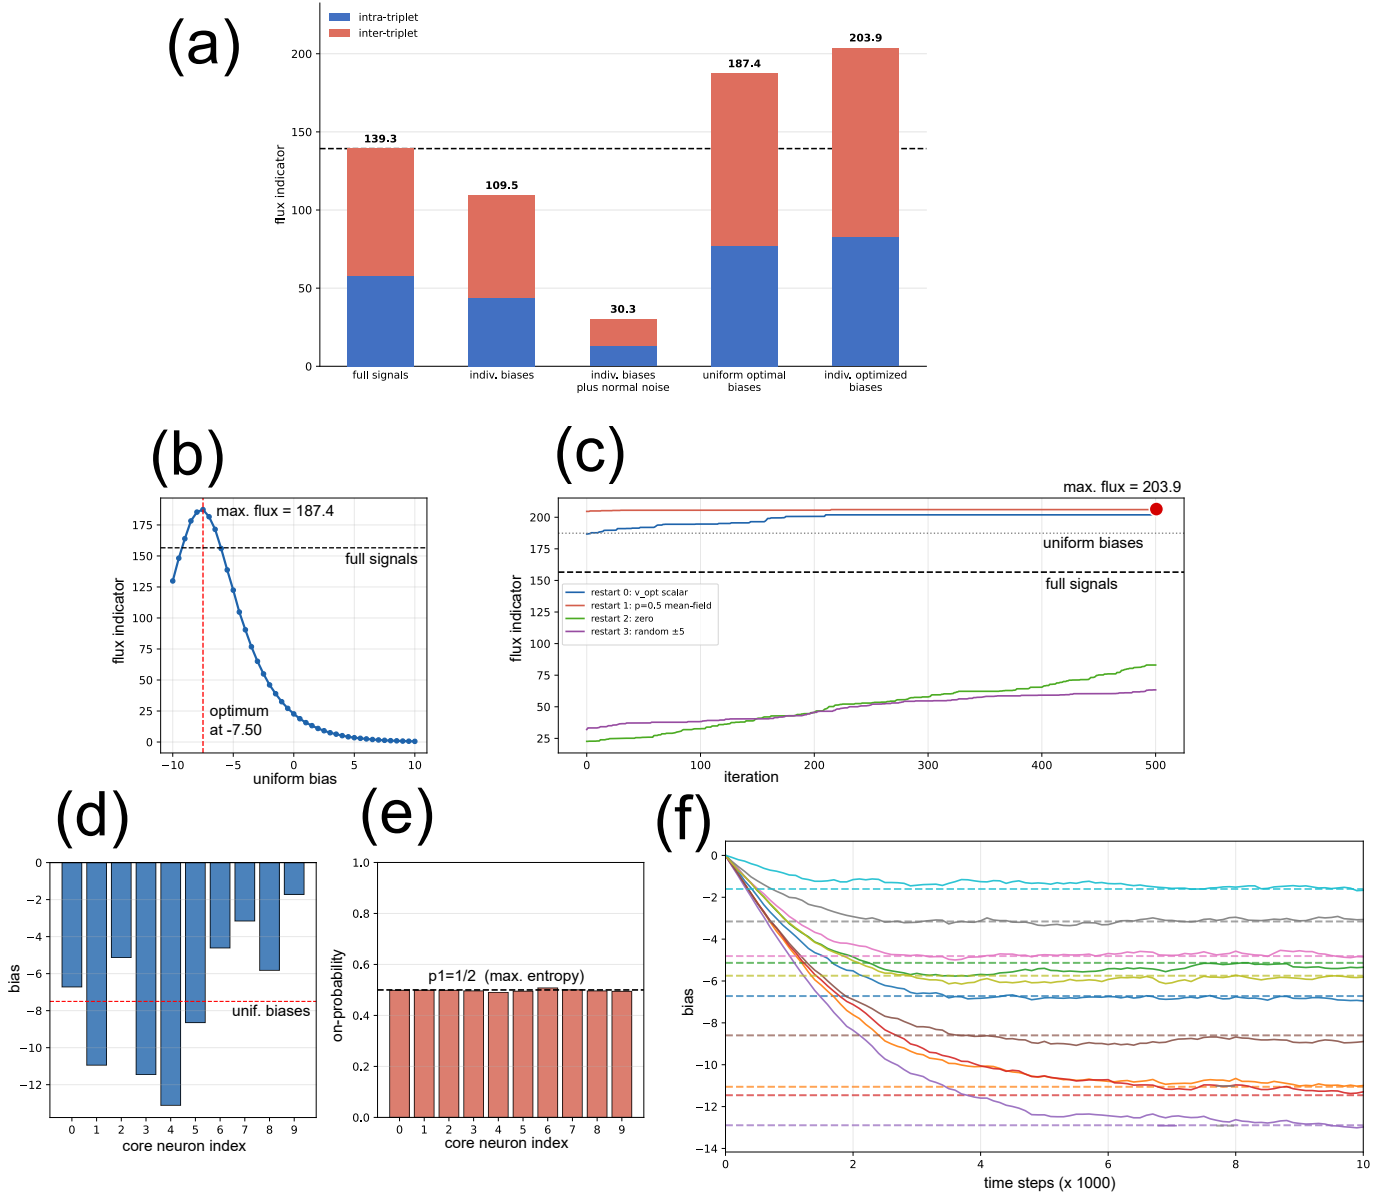 (a)
intra-triplet
inter-triplet
flux indicator
200
150
100
50
0
139.3
109.5
30.3
187.4
203.9
full signals
indiv. biases
indiv. biases
plus normal noise
uniform optimal
biases
indiv. optimized
biases
(b)
flux indicator
175
150
125
100
75
50
25
0
max. flux = 187.4
full signals
optimum
at -7.50
−10
−5
0
5
10
uniform bias
(c)
max. flux = 203.9
flux indicator
200
175
150
125
100
75
50
25
uniform biases
full signals
restart 0: v_opt scalar
restart 1: p=0.5 mean-field
restart 2: zero
restart 3: random ±5
0
100
200
300
400
500
iteration
(d)
bias
0
−2
−4
−6
−8
−10
−12
unif. biases
0
1
2
3
4
5
6
7
8
9
core neuron index
(e)
on-probability
1.0
0.8
0.6
0.4
0.2
0.0
p1=1/2 (max. entropy)
0
1
2
3
4
5
6
7
8
9
core neuron index
(f)
bias
0
−2
−4
−6
−8
−10
−12
−14
0
2
4
6
8
10
time steps (x 1000)